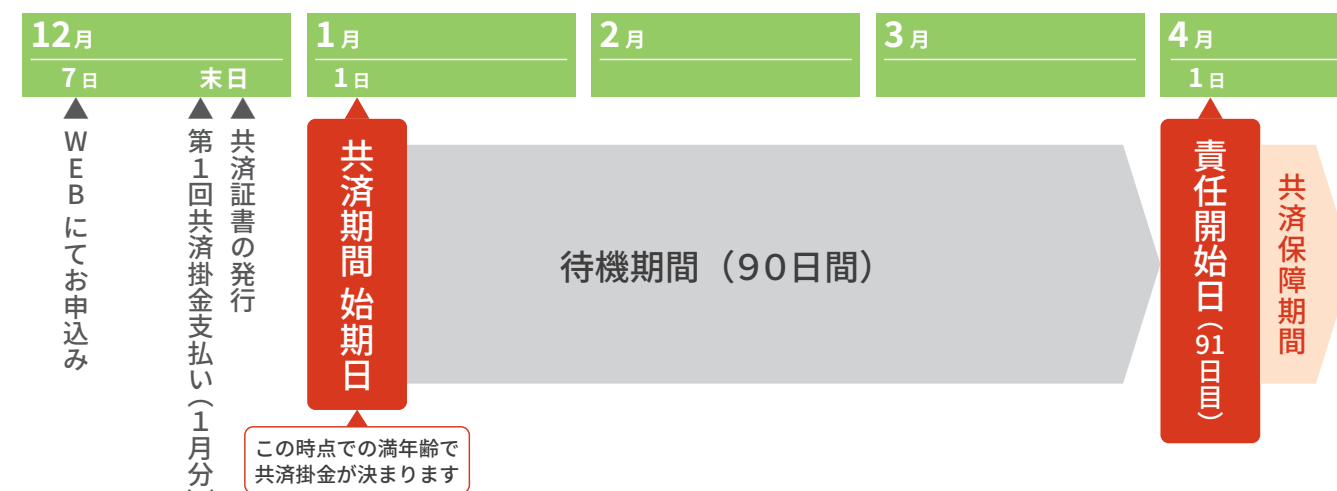 12月
7日
末日
1月
1日
2月
3月
4月
1日
WEBにてお申込み
第1回共済掛金支払い（1月分）
共済証書の発行
共済期間 始期日
この時点での満年齢で
共済掛金が決まります
待機期間（90日間）
責任開始日（91日目）
共済保障期間